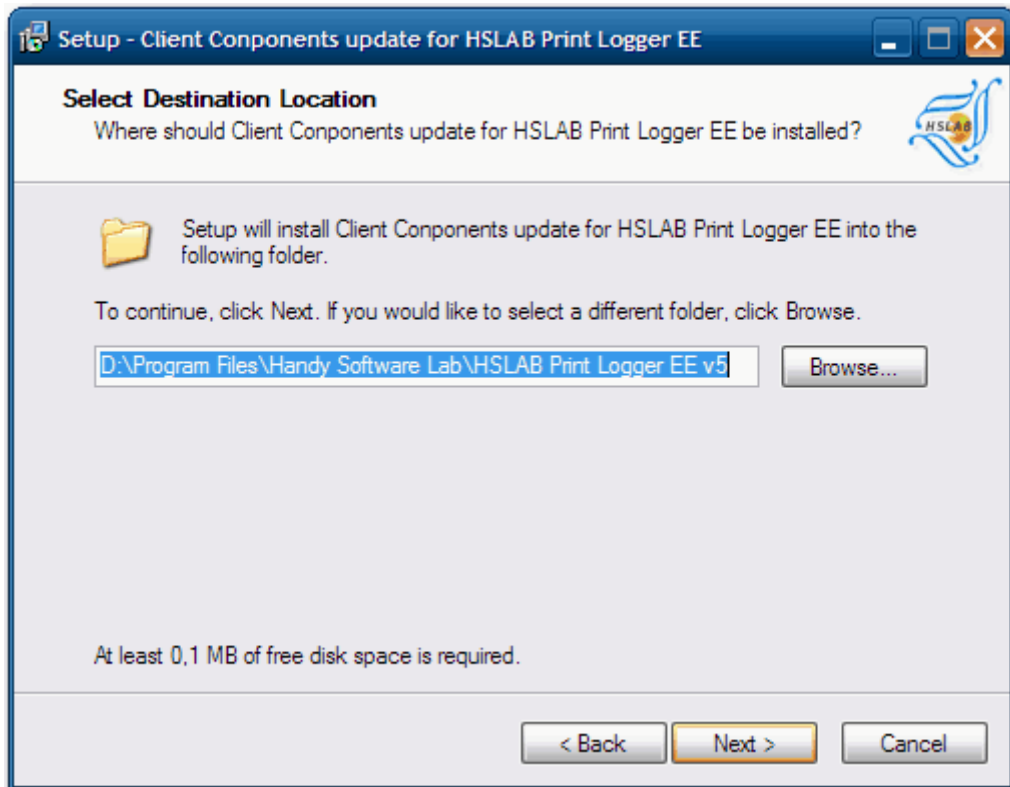 Setup - Client Conponents update for HSLAB Print Logger EE
Select Destination Location
Where should Client Conponents update for HSLAB Print Logger EE be installed?
HSLAB
Setup will install Client Conponents update for HSLAB Print Logger EE into the
following folder.
To continue, click Next. If you would like to select a different folder, click Browse.
D:\Program Files\Handy Software Lab\HSLAB Print Logger EE v5
Browse...
At least 0,1 MB of free disk space is required.
< Back
Next >
Cancel